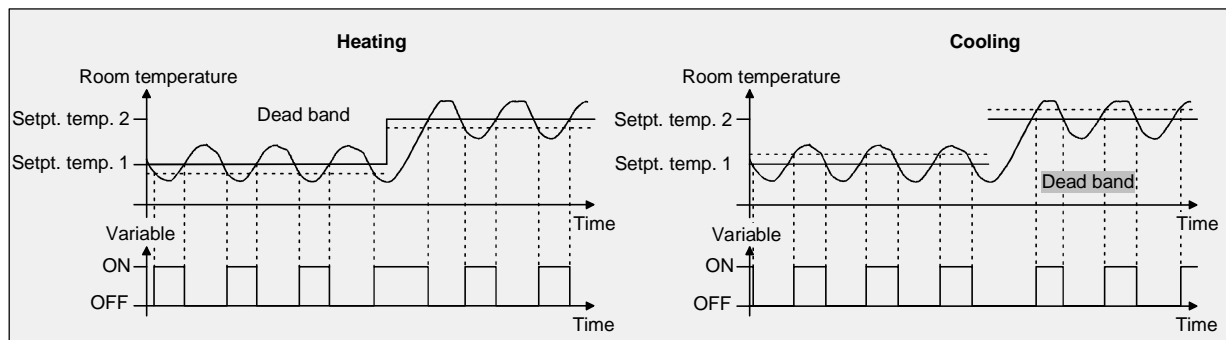 Heating
Room temperature
Dead band
Setpt. temp. 2
Setpt. temp. 1
Time
Variable
ON
OFF
Time
Cooling
Room temperature
Setpt. temp. 2
Setpt. temp. 1
Dead band
Time
Variable
ON
OFF
Time